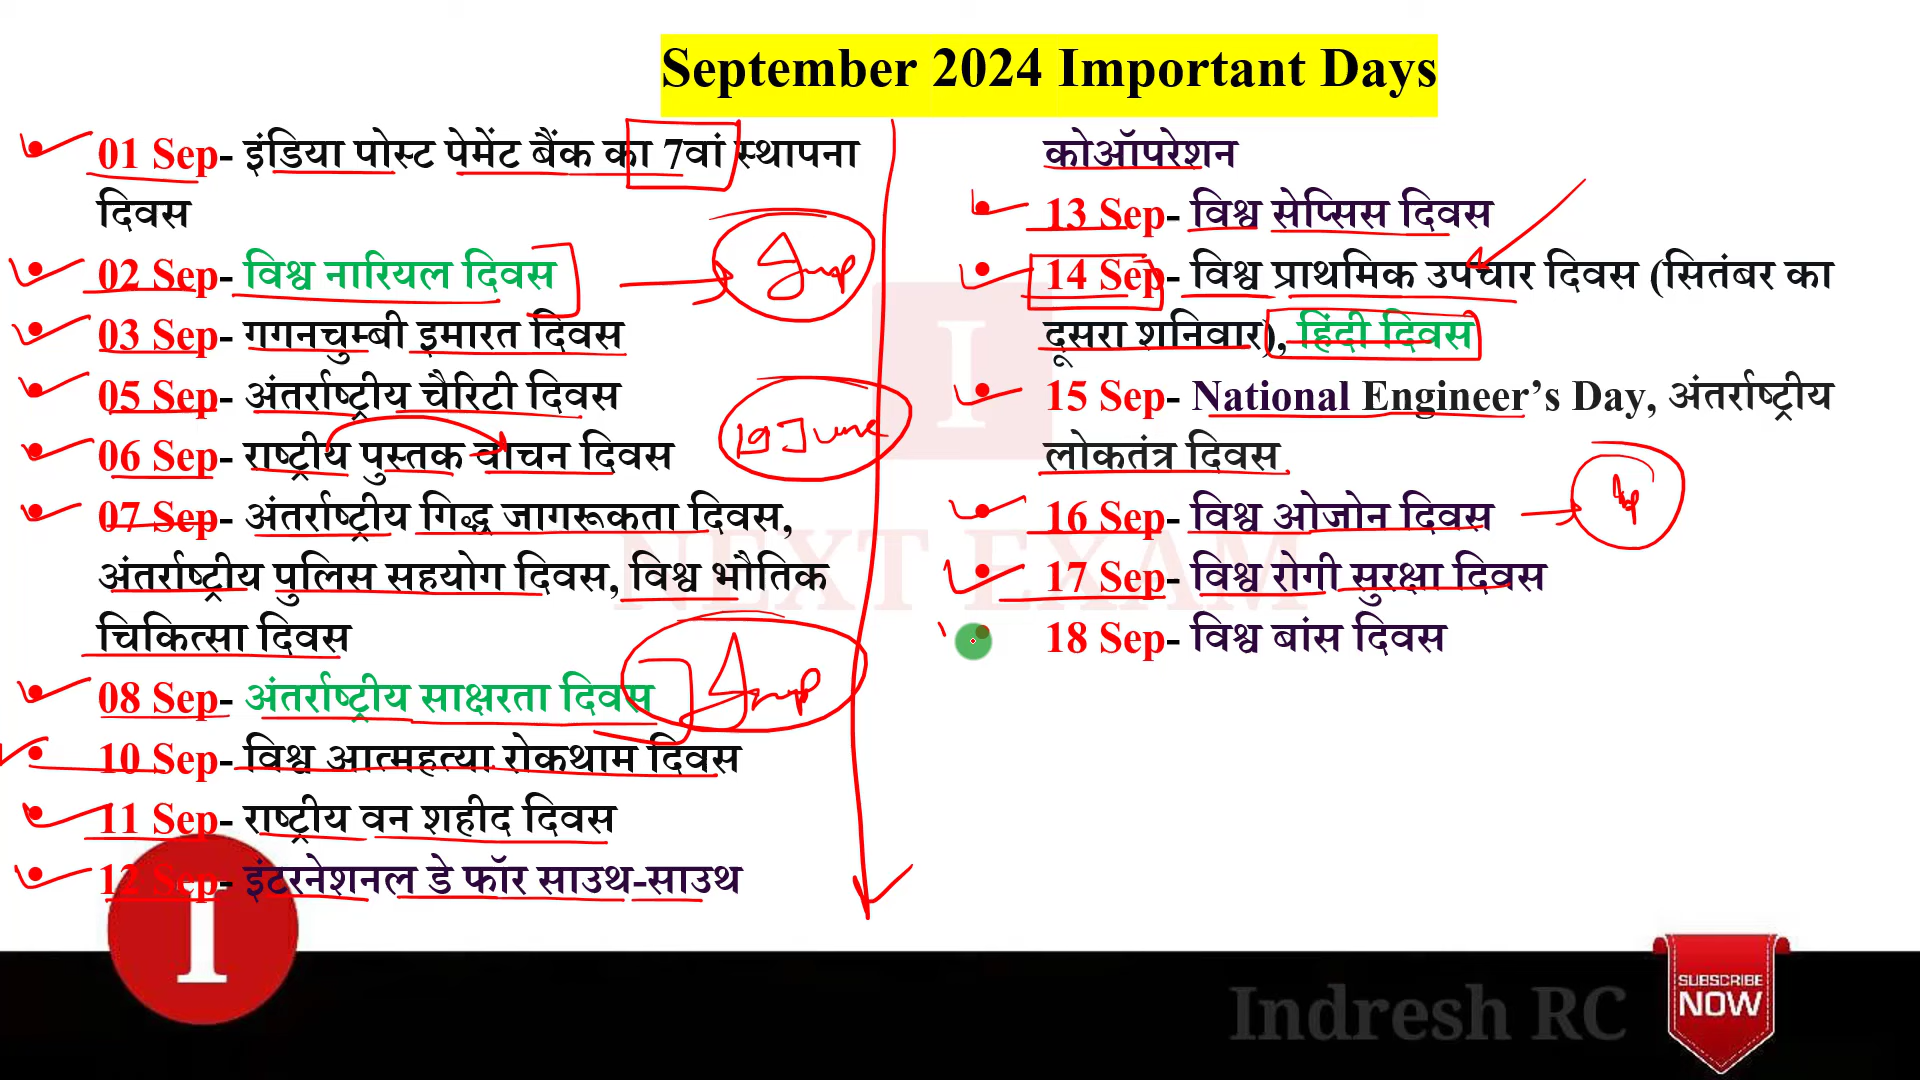 September 2024 Important Days
01 Sep- इंडिया पोस्ट पेमेंट बैंक का 7वां स्थापना
दिवस
02 Sep- विश्व नारियल दिवस
Imp
03 Sep- गगनचुम्बी इमारत दिवस
05 Sep- अंतर्राष्ट्रीय चैरिटी दिवस
19 June
06 Sep- राष्ट्रीय पुस्तक वाचन दिवस
07 Sep- अंतर्राष्ट्रीय गिद्ध जागरूकता दिवस,
अंतर्राष्ट्रीय पुलिस सहयोग दिवस, विश्व भौतिक
चिकित्सा दिवस
08 Sep- अंतर्राष्ट्रीय साक्षरता दिवस
Imp
10 Sep- विश्व आत्महत्या रोकथाम दिवस
11 Sep- राष्ट्रीय वन शहीद दिवस
12 Sep- इंटरनेशनल डे फॉर साउथ-साउथ
कोऑपरेशन
13 Sep- विश्व सेप्सिस दिवस
14 Sep- विश्व प्राथमिक उपचार दिवस (सितंबर का
दूसरा शनिवार), हिंदी दिवस
15 Sep- National Engineer’s Day, अंतर्राष्ट्रीय
लोकतंत्र दिवस
16 Sep- विश्व ओजोन दिवस
Imp
17 Sep- विश्व रोगी सुरक्षा दिवस
18 Sep- विश्व बांस दिवस
I
NEXT EXAM
I
Indresh RC
SUBSCRIBE
NOW